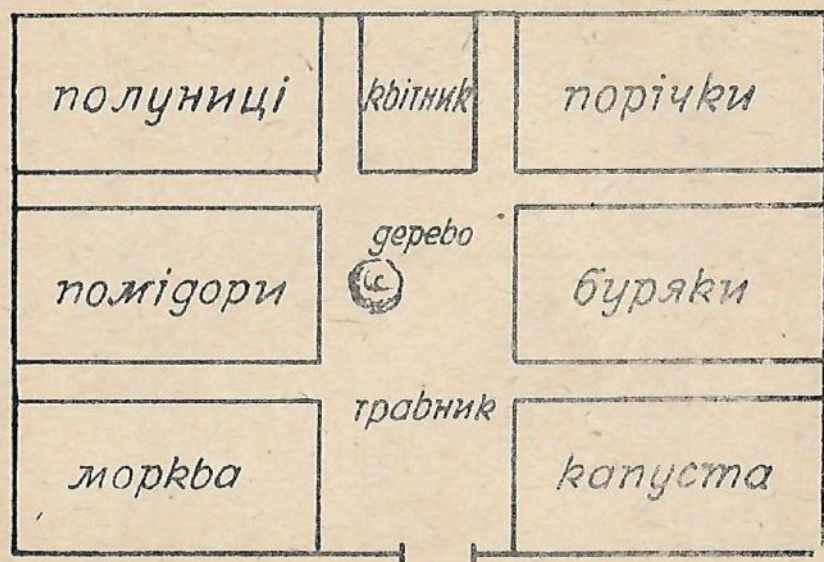 полуниці
квітник
порічки
дерево
помідори
буряки
травник
морква
капуста